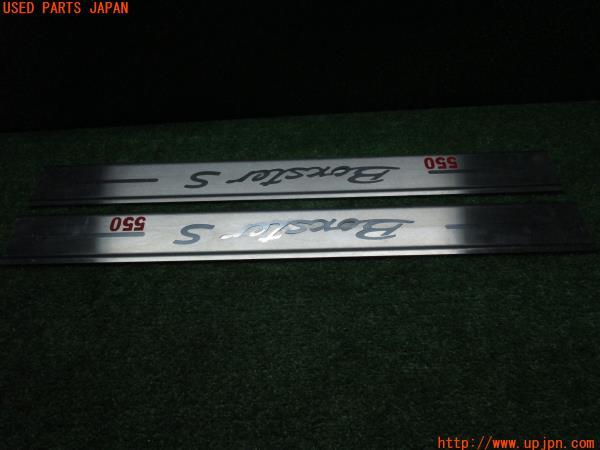 USED PARTS JAPAN
550
Boxster S
550
Boxster S
http://www.upjpn.com